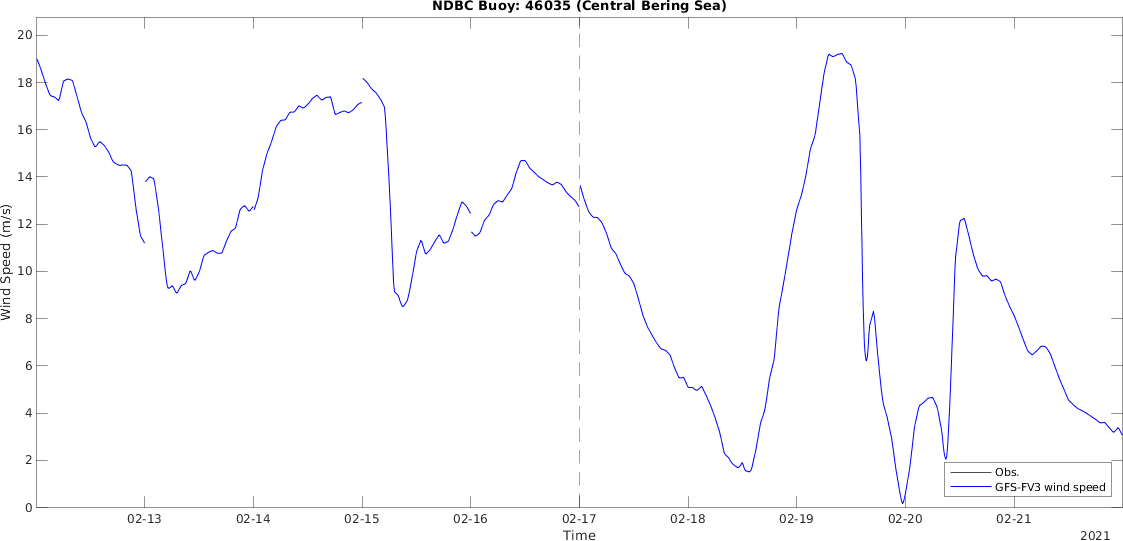 NDBC Buoy: 46035 (Central Bering Sea)
20
18
16
14
12
10
8
6
4
2
0
Wind Speed (m/s)
02-13 02-14 02-15 02-16 02-17 02-18 02-19 02-20 02-21
Time
2021
Obs.
GFS-FV3 wind speed